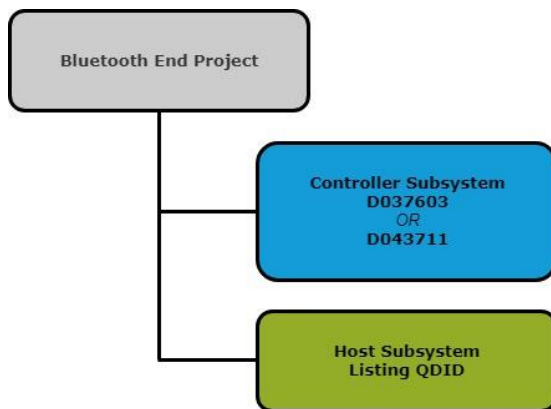 Bluetooth End Project
Controller Subsystem
D037603
OR
D043711
Host Subsystem
Listing QDID